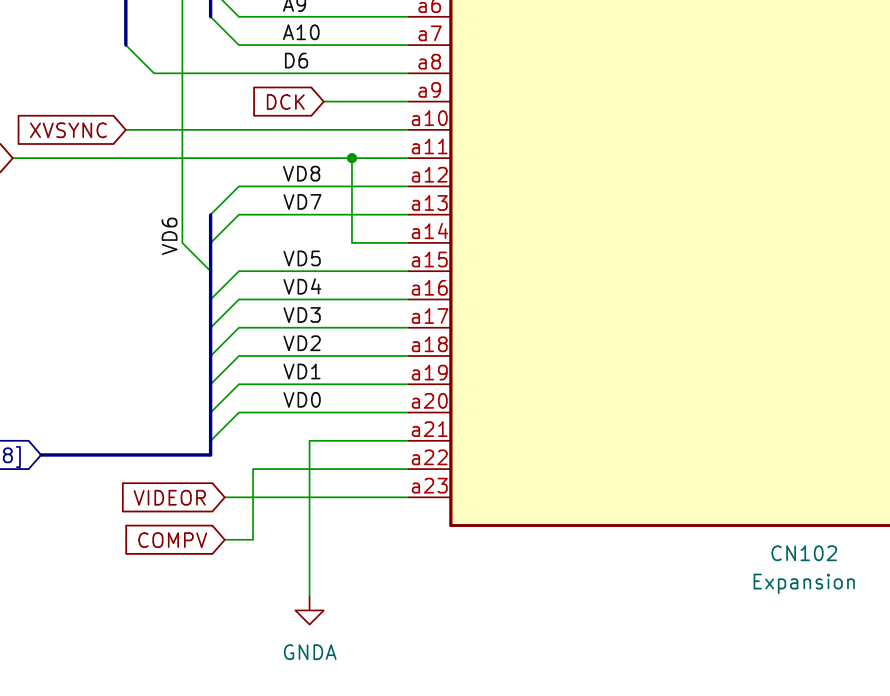 A9 a6
A10 a7
D6 a8
DCK a9
XVSYNC a10
a11
VD8 a12
VD7 a13
VD6
a14
VD5 a15
VD4 a16
VD3 a17
VD2 a18
VD1 a19
VD0 a20
a21
8] a22
VIDEOR a23
COMPV
CN102
Expansion
GNDA